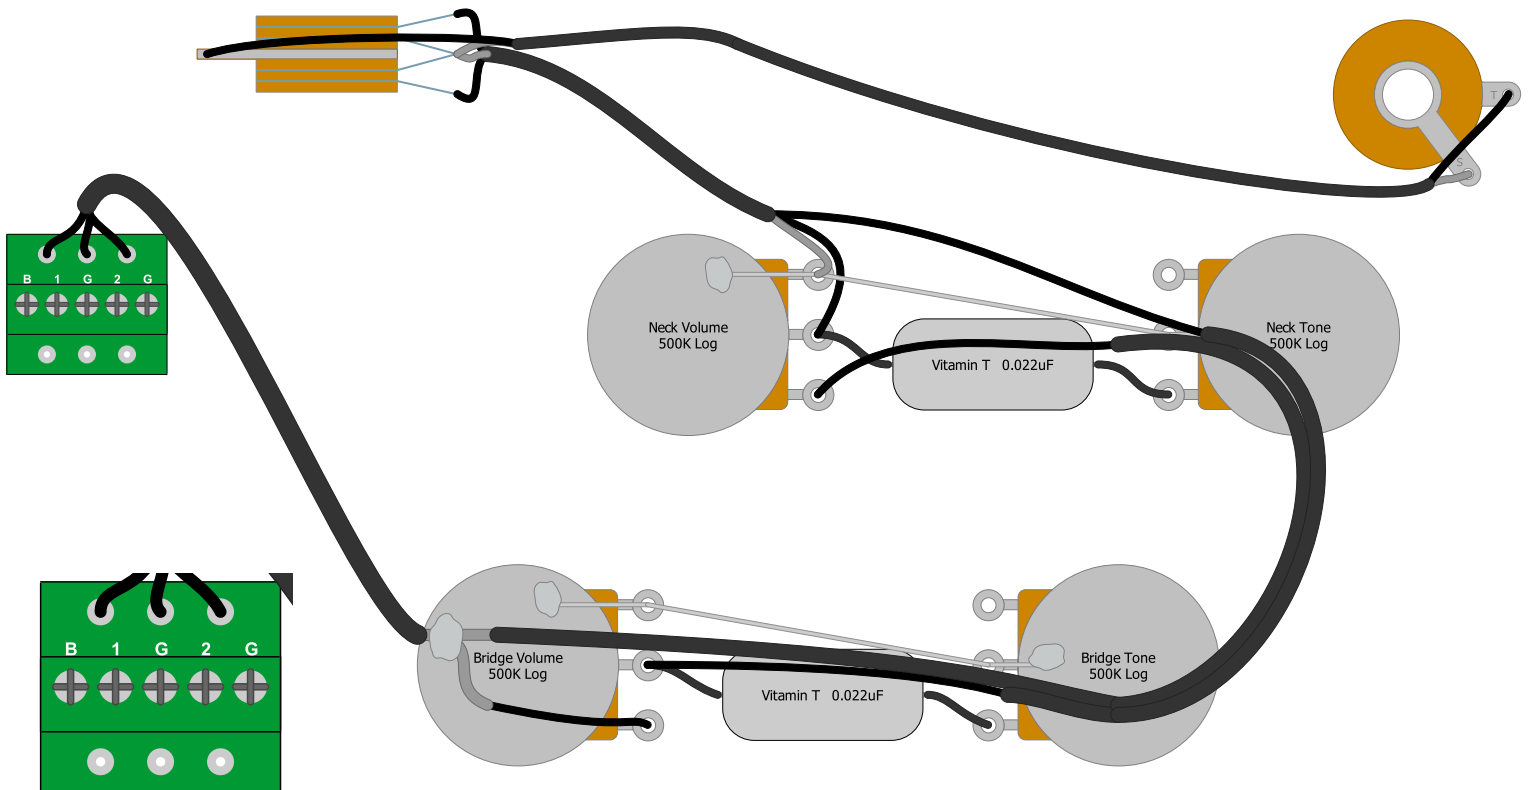 T
S
B 1 G 2 G
Neck Volume
500K Log
Vitamin T 0.022uF
Neck Tone
500K Log
B 1 G 2 G
Bridge Volume
500K Log
Vitamin T 0.022uF
Bridge Tone
500K Log